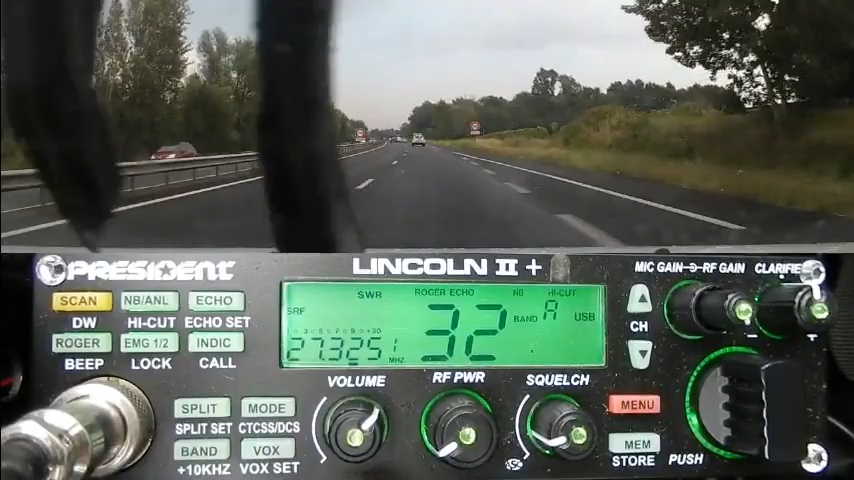 PRESIDENT
LINCOLN II +
MIC GAIN RF GAIN CLARIFIER
SCAN NB/ANL ECHO
DW HI-CUT ECHO SET
ROGER EMG 1/2 INDIC
BEEP LOCK CALL
SWR ROGER ECHO NB HI-CUT
SRF BAND A USB
27.3251 MHZ 32
CH
VOLUME RF PWR SQUELCH
SPLIT MODE
SPLIT SET CTCSS/DCS
BAND VOX
+10KHZ VOX SET
MENU
MEM
STORE
PUSH